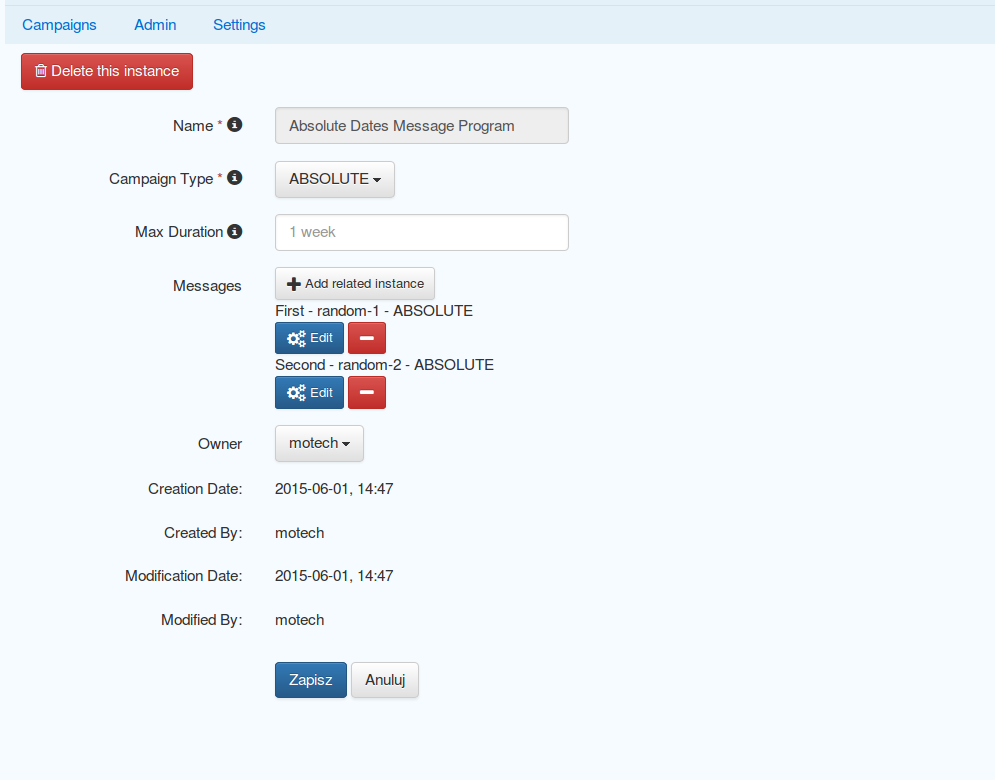 Campaigns Admin Settings
Delete this instance
Name * Absolute Dates Message Program
Campaign Type * ABSOLUTE
Max Duration 1 week
Messages Add related instance
First - random-1 - ABSOLUTE
Edit
Second - random-2 - ABSOLUTE
Edit
Owner motech
Creation Date: 2015-06-01, 14:47
Created By: motech
Modification Date: 2015-06-01, 14:47
Modified By: motech
Zapisz Anuluj